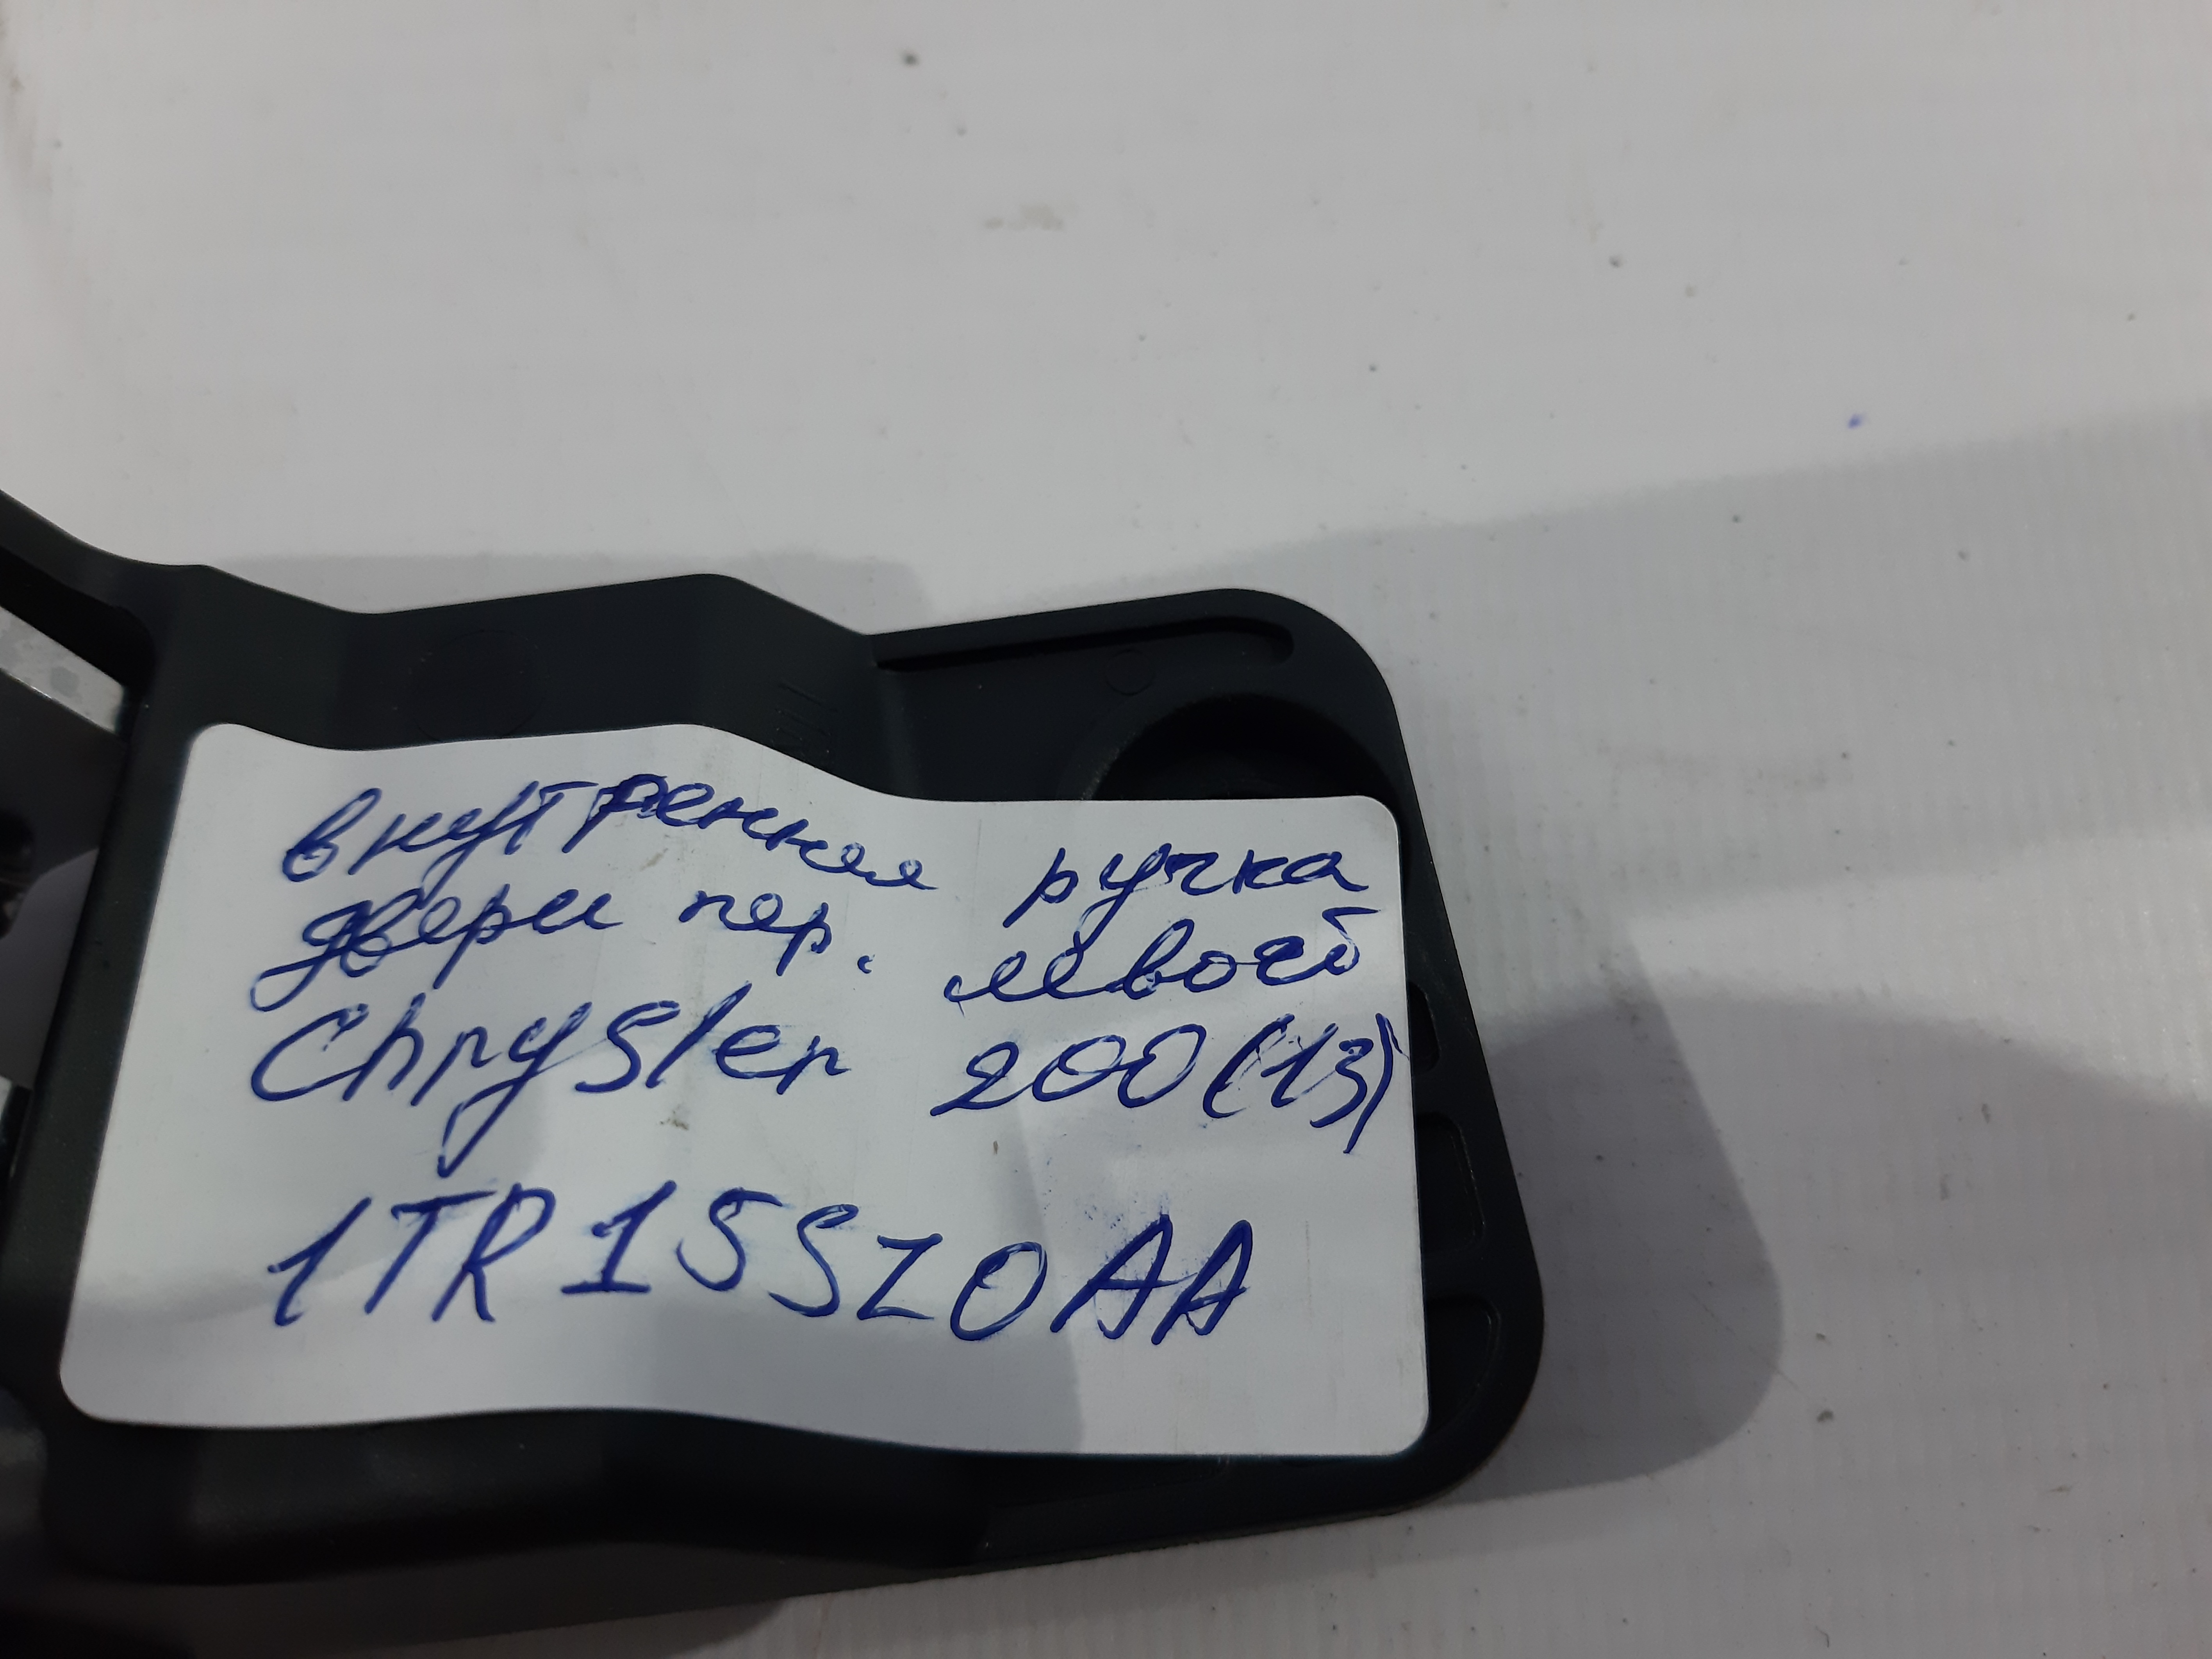 внутренняя ручка
двери пер. левой
Chrysler 200 (13)
1TR15SZ0AA